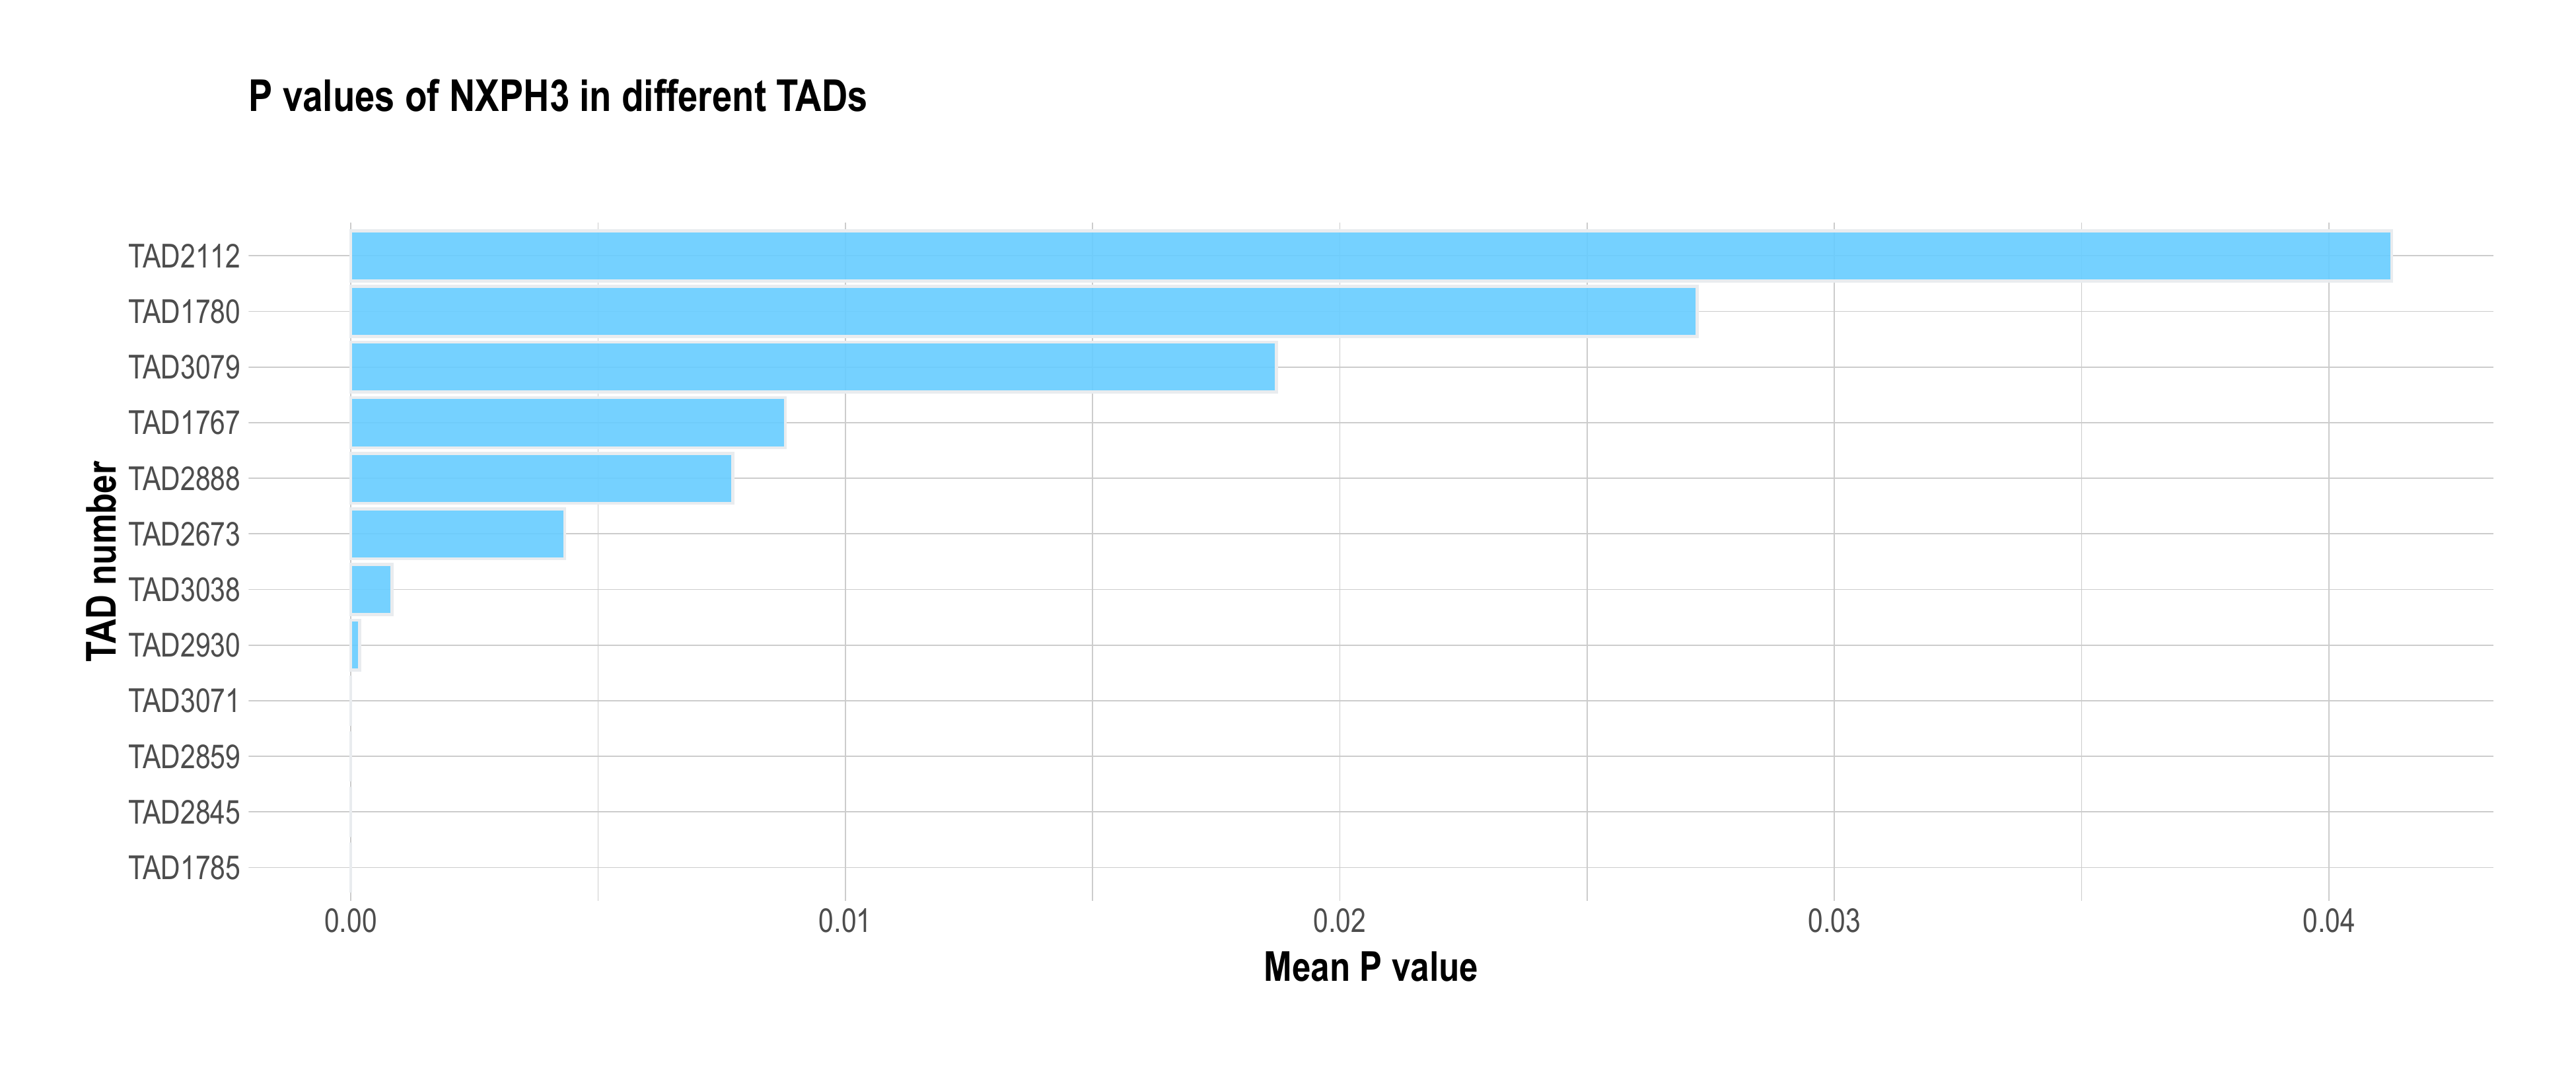 P values of NXPH3 in different TADs
TAD number
TAD2112
TAD1780
TAD3079
TAD1767
TAD2888
TAD2673
TAD3038
TAD2930
TAD3071
TAD2859
TAD2845
TAD1785
0.00 0.01 0.02 0.03 0.04
Mean P value